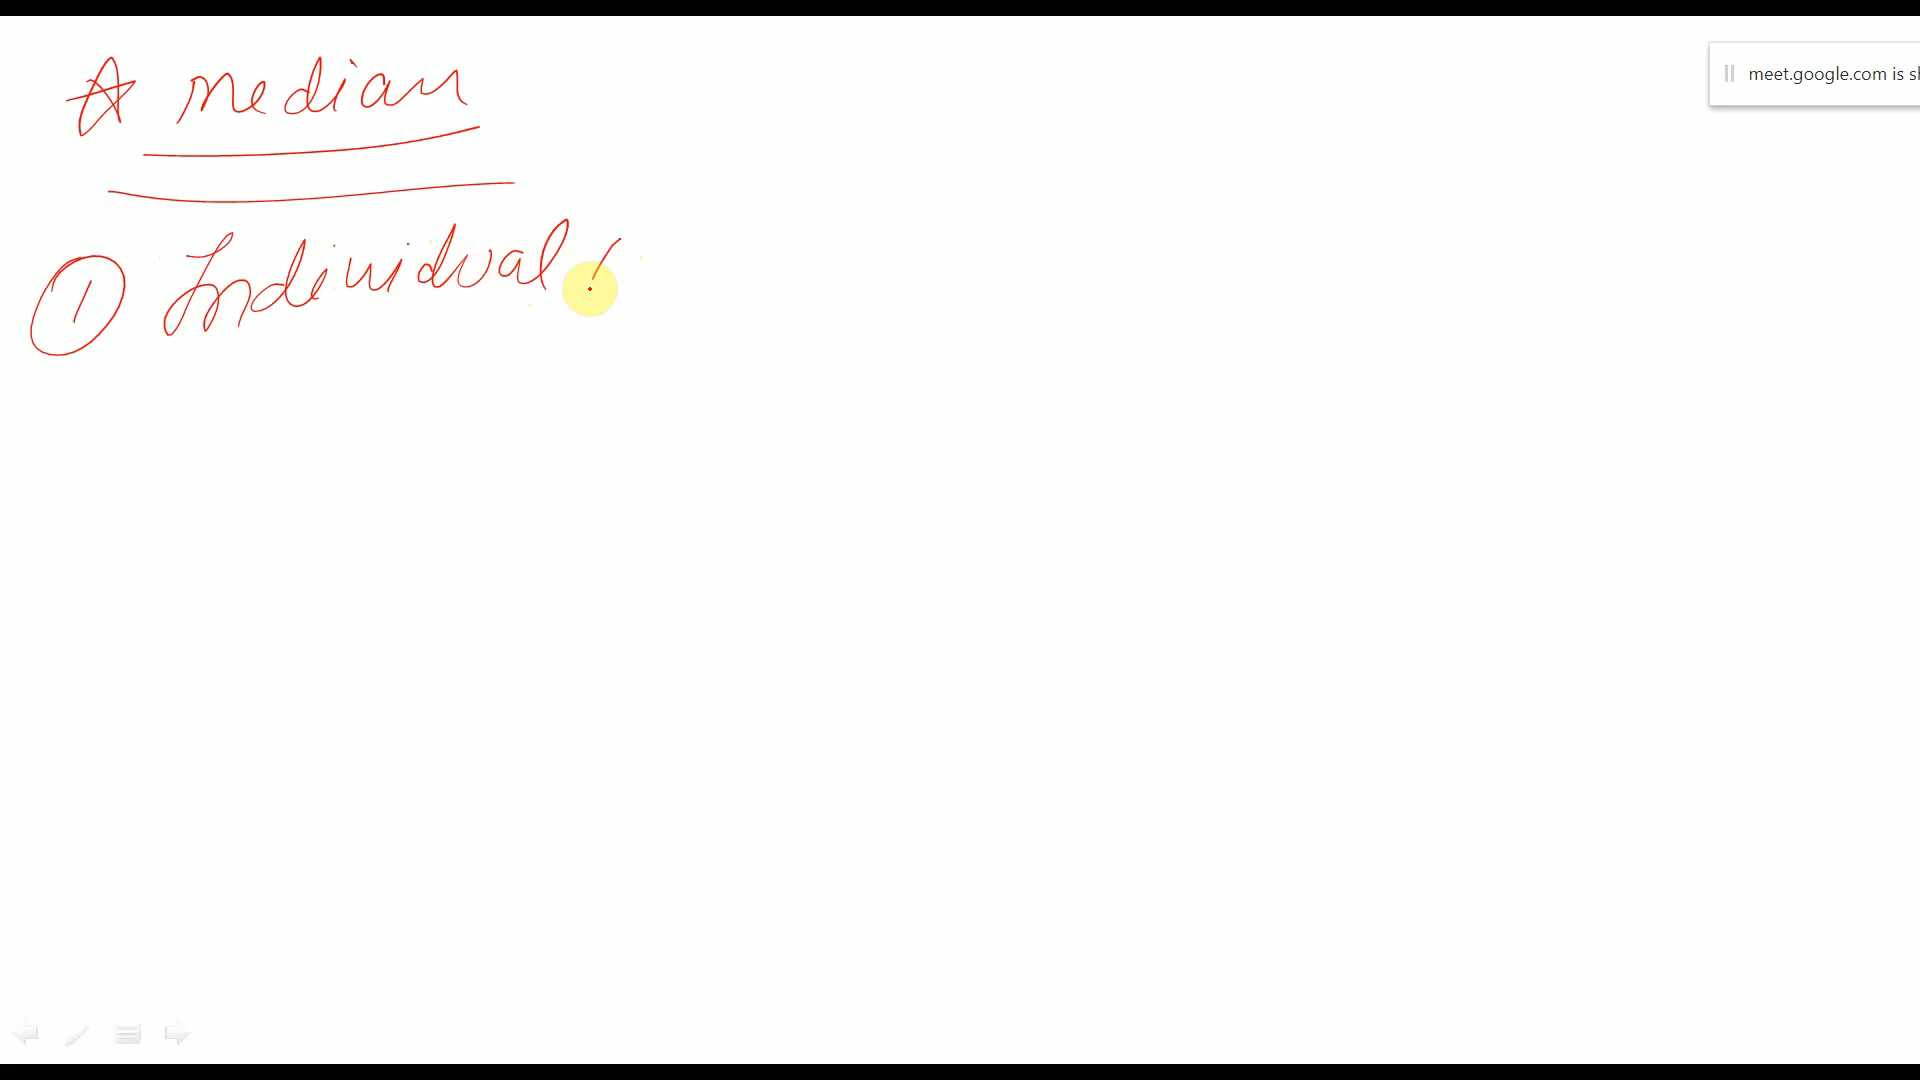 ☆ median
① Individual
meet.google.com is sh